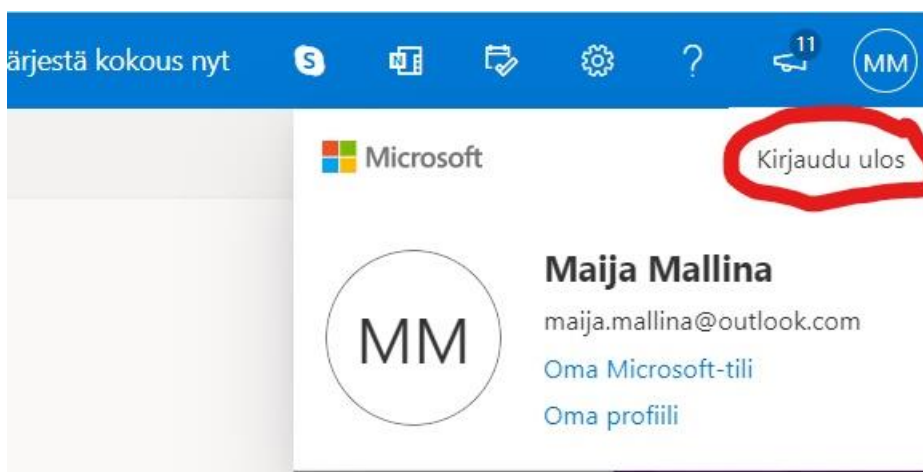 ärjestä kokous nyt
11
MM
Microsoft
Kirjaudu ulos
MM
Maija Mallina
maija.mallina@outlook.com
Oma Microsoft-tili
Oma profiili